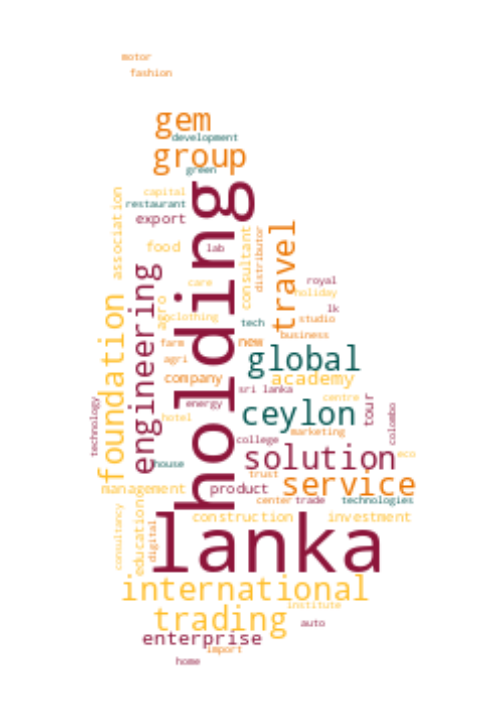 motor
fashion
gem
development
group
green
capital
restaurant
association
export
holding
food
lab
consultant
distributor
travel
care
royal
holiday
engineering
agro
clothing
lk
studio
tech
business
foundation
farm
new
agri
global
company
academy
sri lanka
energy
centre
ceylon
tour
hotel
colombo
technology
marketing
college
house
solution
eco
trust
service
management
product
center
trade
technologies
education
consultancy
digital
construction
investment
lanka
international
institute
trading
auto
enterprise
import
home